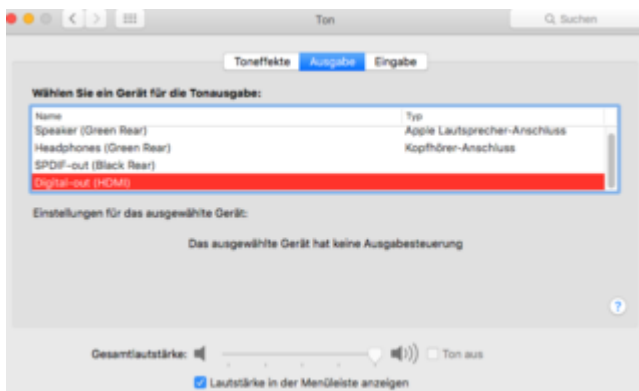 Ton
Suchen
Toneffekte Ausgabe Eingabe
Wählen Sie ein Gerät für die Tonausgabe:
Name Typ
Speaker (Green Rear) Apple Lautsprecher-Anschluss
Headphones (Green Rear) Kopfhörer-Anschluss
SPDIF-out (Black Rear)
Digital-out (HDMI)
Einstellungen für das ausgewählte Gerät:
Das ausgewählte Gerät hat keine Ausgabesteuerung
?
Gesamtlautstärke: Ton aus
Lautstärke in der Menüleiste anzeigen